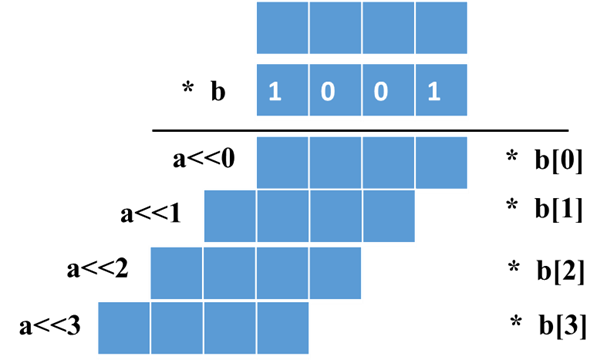 * b 1 0 0 1
a<<0 * b[0]
a<<1 * b[1]
a<<2 * b[2]
a<<3 * b[3]